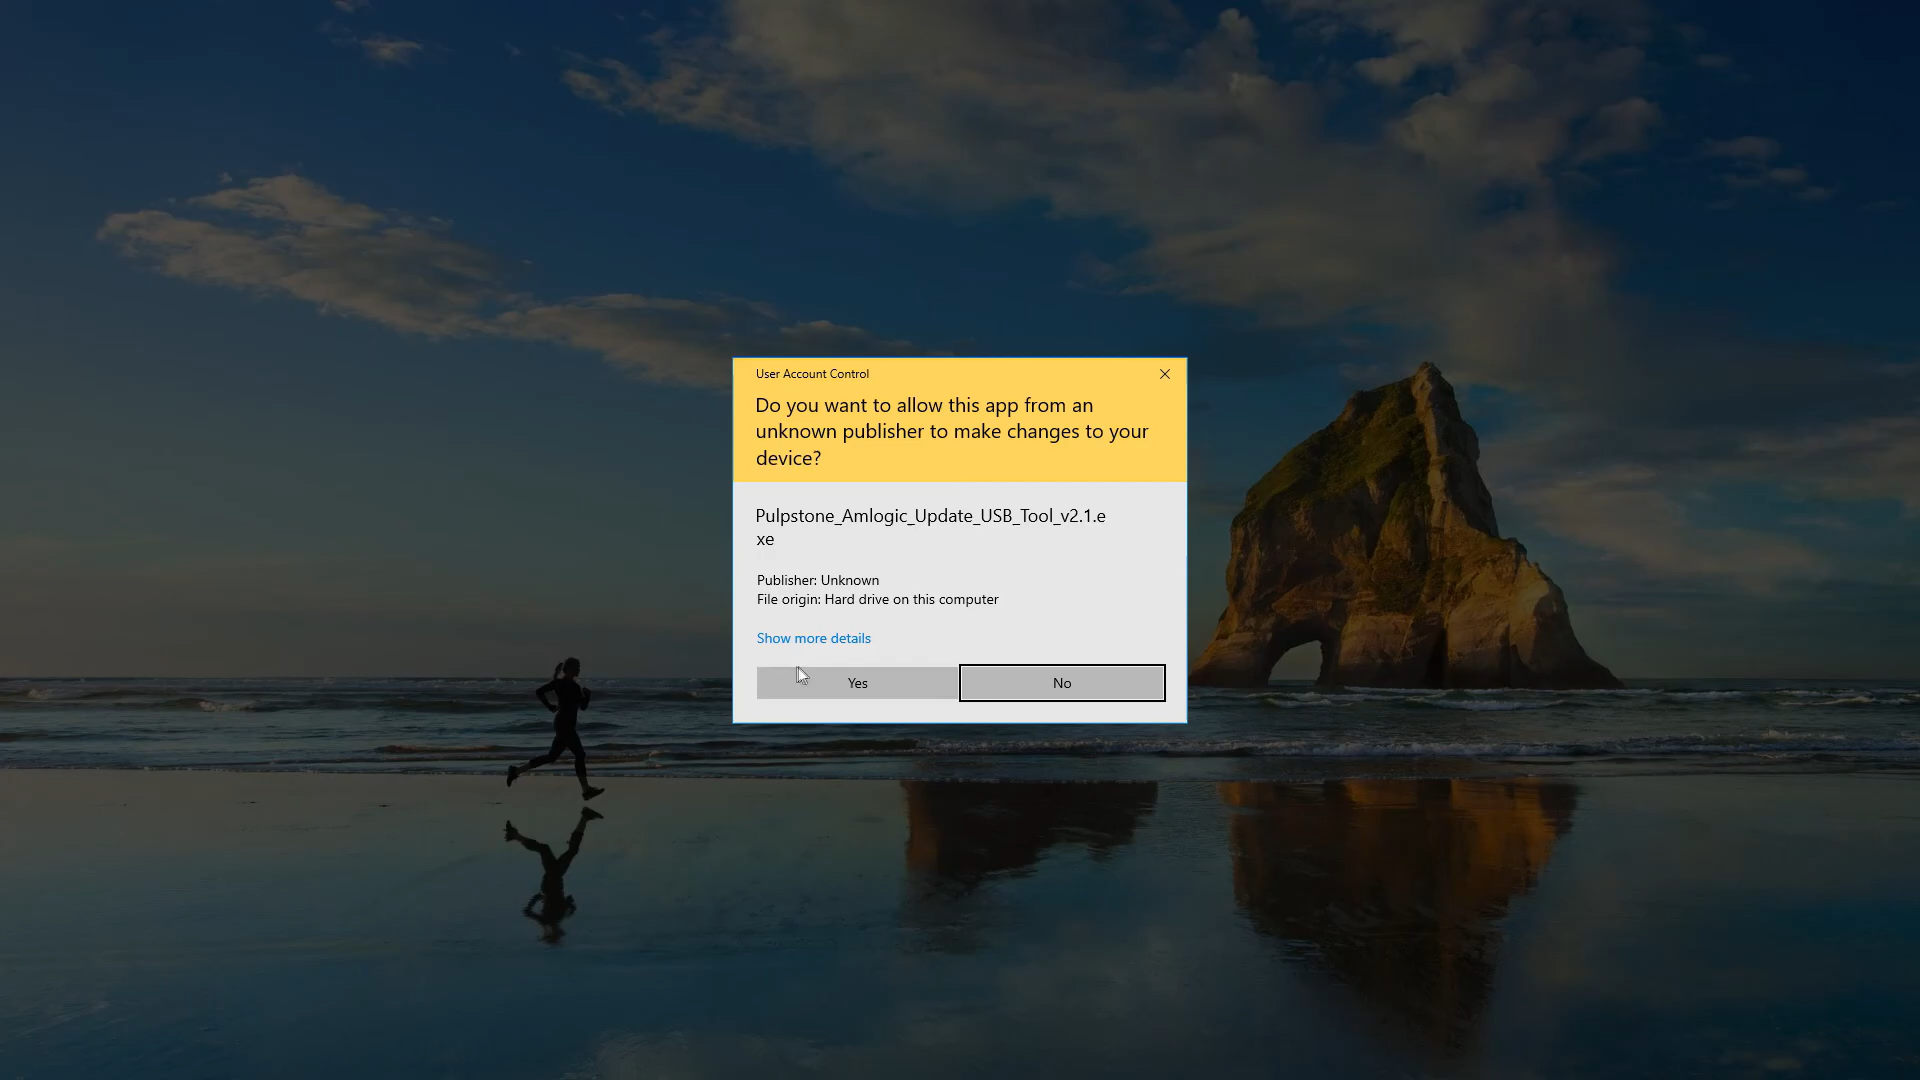 User Account Control
Do you want to allow this app from an
unknown publisher to make changes to your
device?
Pulpstone_Amlogic_Update_USB_Tool_v2.1.e
xe
Publisher: Unknown
File origin: Hard drive on this computer
Show more details
Yes
No